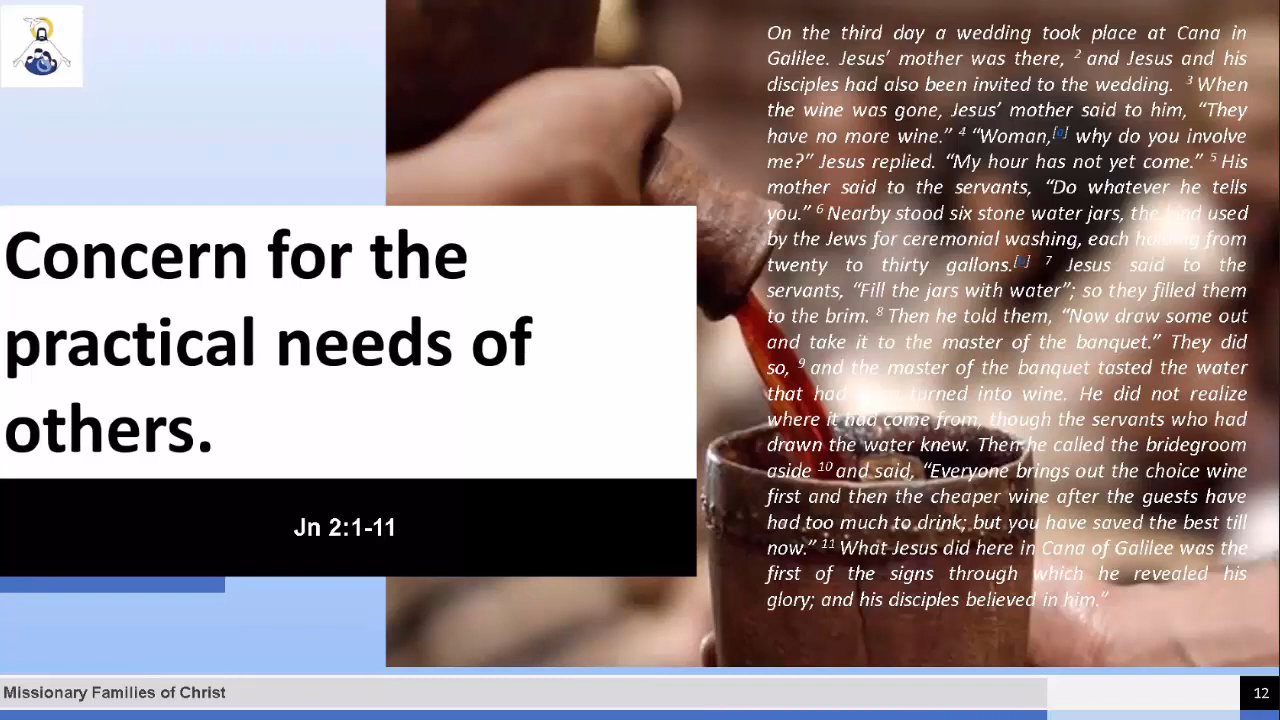 Concern for the
practical needs of
others.
Jn 2:1-11
On the third day a wedding took place at Cana in
Galilee. Jesus’ mother was there, 2 and Jesus and his
disciples had also been invited to the wedding. 3 When
the wine was gone, Jesus’ mother said to him, “They
have no more wine.” 4 “Woman,[a] why do you involve
me?” Jesus replied. “My hour has not yet come.” 5 His
mother said to the servants, “Do whatever he tells
you.” 6 Nearby stood six stone water jars, the kind used
by the Jews for ceremonial washing, each holding from
twenty to thirty gallons.[b] 7 Jesus said to the
servants, “Fill the jars with water”; so they filled them
to the brim. 8 Then he told them, “Now draw some out
and take it to the master of the banquet.” They did
so, 9 and the master of the banquet tasted the water
that had been turned into wine. He did not realize
where it had come from, though the servants who had
drawn the water knew. Then he called the bridegroom
aside 10 and said, “Everyone brings out the choice wine
first and then the cheaper wine after the guests have
had too much to drink; but you have saved the best till
now.” 11 What Jesus did here in Cana of Galilee was the
first of the signs through which he revealed his
glory; and his disciples believed in him.”
Missionary Families of Christ
12